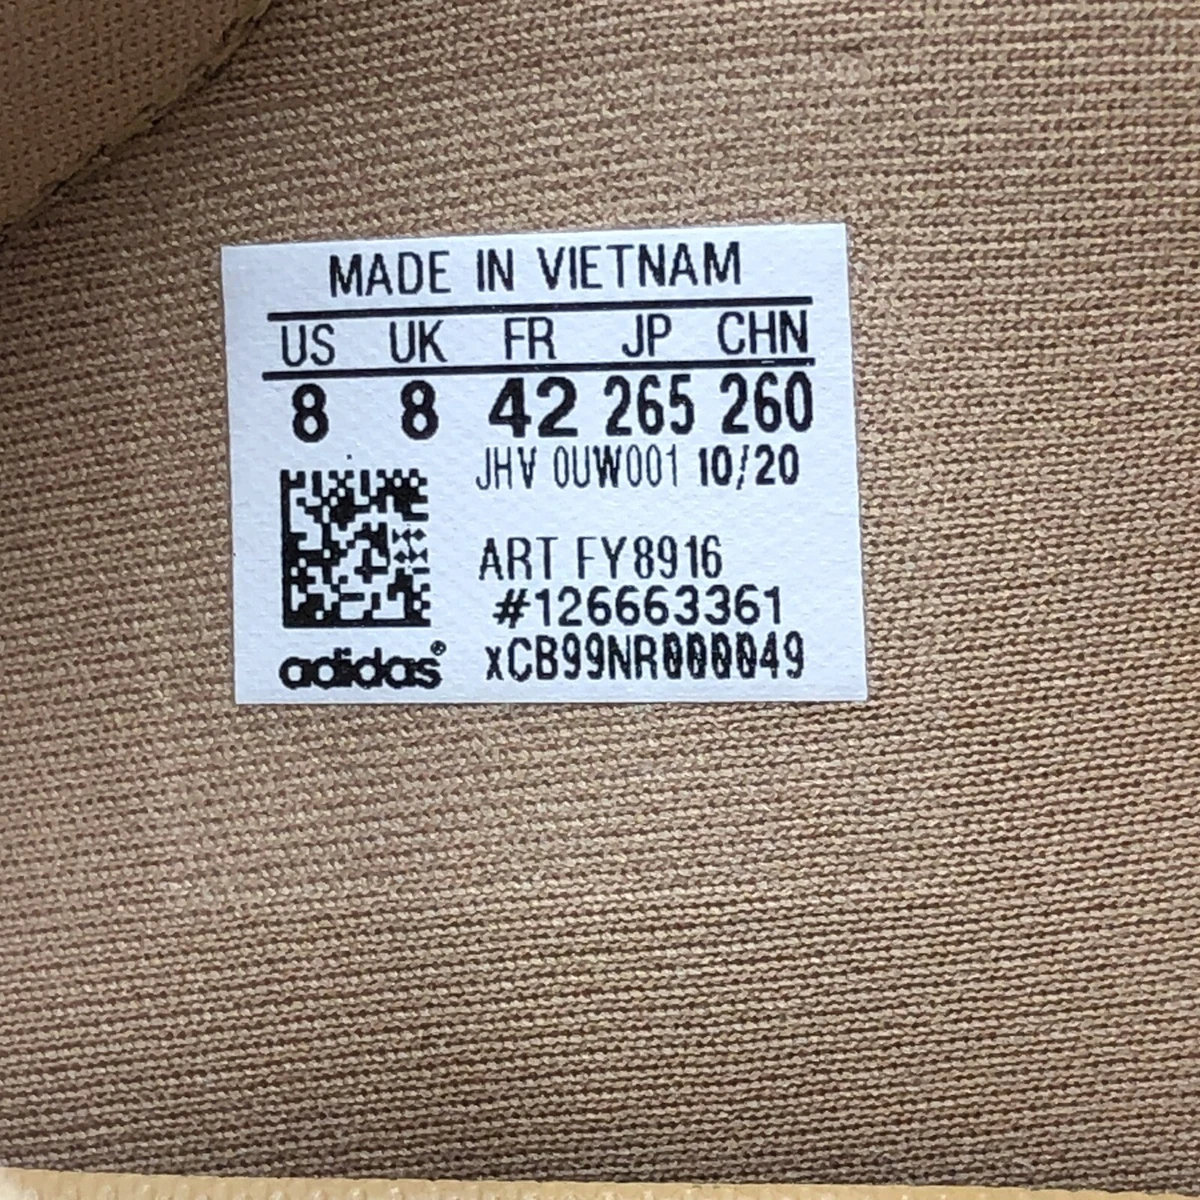 MADE IN VIETNAM
US UK FR JP CHN
8 8 42 265 260
JHV 0UW001 10/20
ART FY8916
#126663361
xCB99NR000049
adidas®